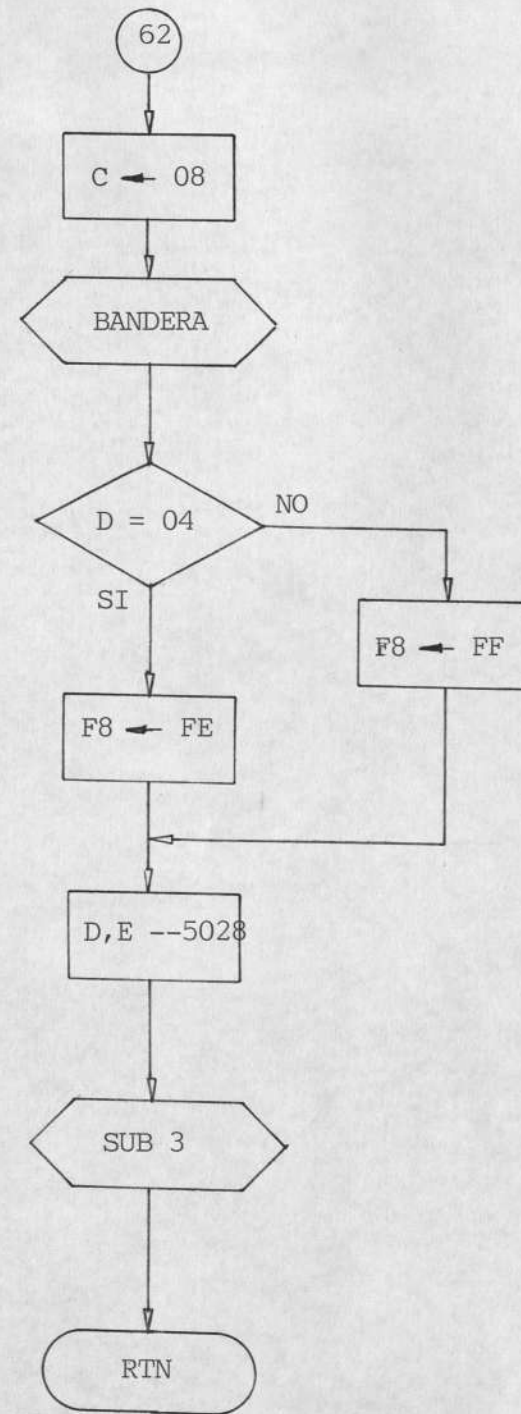 62
C ← 08
BANDERA
D = 04
NO
SI
F8 ← FF
F8 ← FE
D,E --5028
SUB 3
RTN